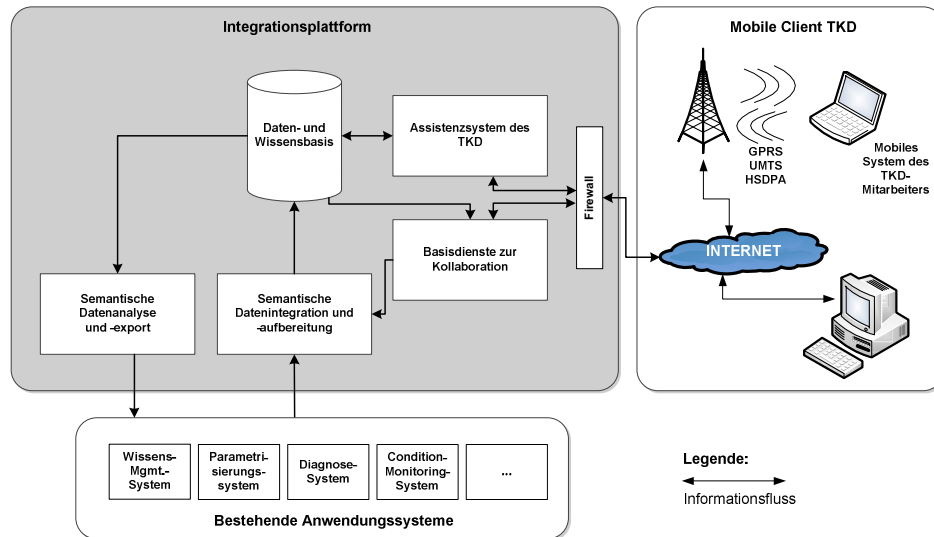 Integrationsplattform
Daten- und
Wissensbasis
Assistenzsystem des
TKD
Firewall
Basisdienste zur
Kollaboration
Semantische
Datenanalyse
und -export
Semantische
Datenintegration und
-aufbereitung
Mobile Client TKD
GPRS
UMTS
HSDPA
Mobiles
System des
TKD-
Mitarbeiters
INTERNET
Wissens-
Mgmt.-
System
Parametri-
sierungs-
system
Diagnose-
System
Condition-
Monitoring-
System
...
Bestehende Anwendungssysteme
Legende:
Informationsfluss